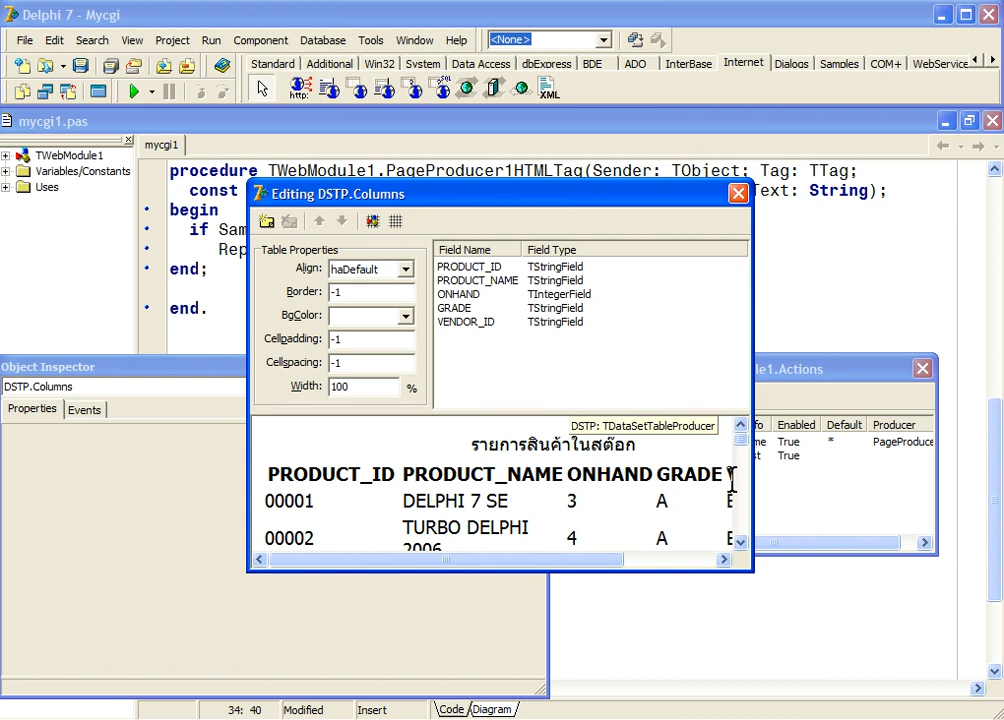 Delphi 7 - Mycgi
File Edit Search View Project Run Component Database Tools Window Help <None>
Standard Additional Win32 System Data Access dbExpress BDE ADO InterBase Internet Dialogs Samples COM+ WebService
mycgi1.pas
TWebModule1
Variables/Constants
Uses
mycgi1
procedure TWebModule1.PageProducer1HTMLTag(Sender: TObject; Tag: TTag;
const Text: String);
begin
if Sam
Rep
end;
end.
Editing DSTP.Columns
Table Properties
Align: haDefault
Border: -1
BgColor:
Cellpadding: -1
Cellspacing: -1
Width: 100 %
Field Name Field Type
PRODUCT_ID TStringField
PRODUCT_NAME TStringField
ONHAND TIntegerField
GRADE TStringField
VENDOR_ID TStringField
DSTP: TDataSetTableProducer
รายการสินค้าในสต๊อก
PRODUCT_ID PRODUCT_NAME ONHAND GRADE
00001 DELPHI 7 SE 3 A
00002 TURBO DELPHI 2006 4 A
Object Inspector
DSTP.Columns
Properties Events
le1.Actions
fo Enabled Default Producer
me True * PageProduce
st True
34: 40 Modified Insert Code Diagram